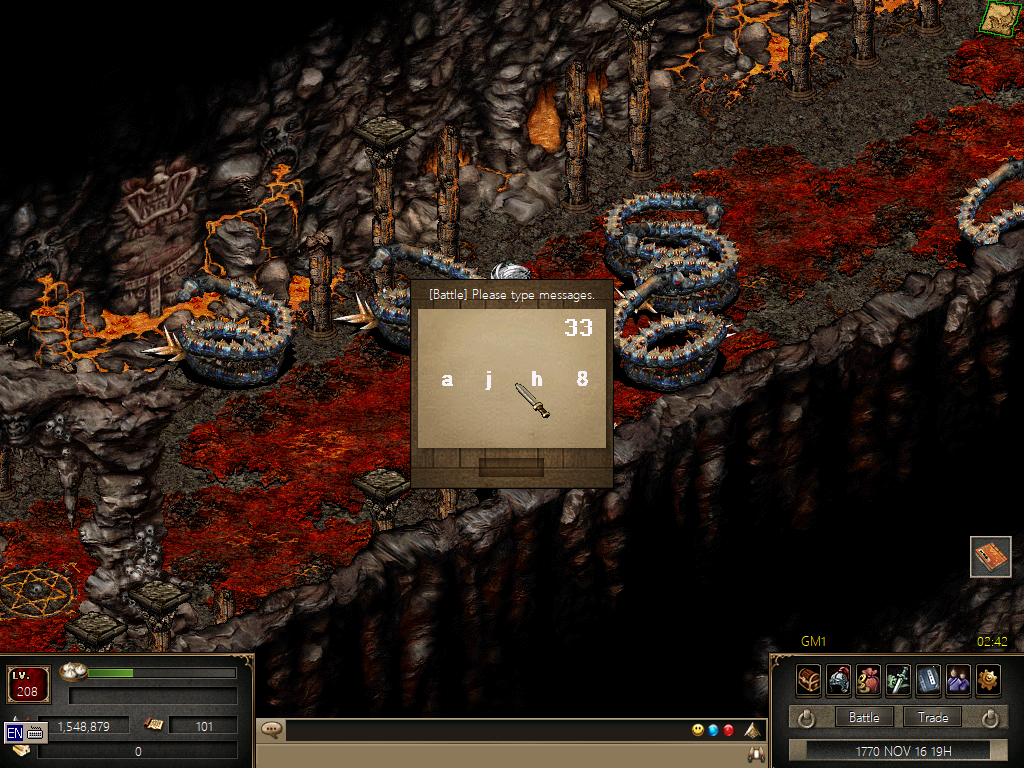 [Battle] Please type messages.
33
a j h 8
GM1
02:42
LV.
208
EN
1,548,879
101
0
Battle
Trade
1770 NOV 16 19H